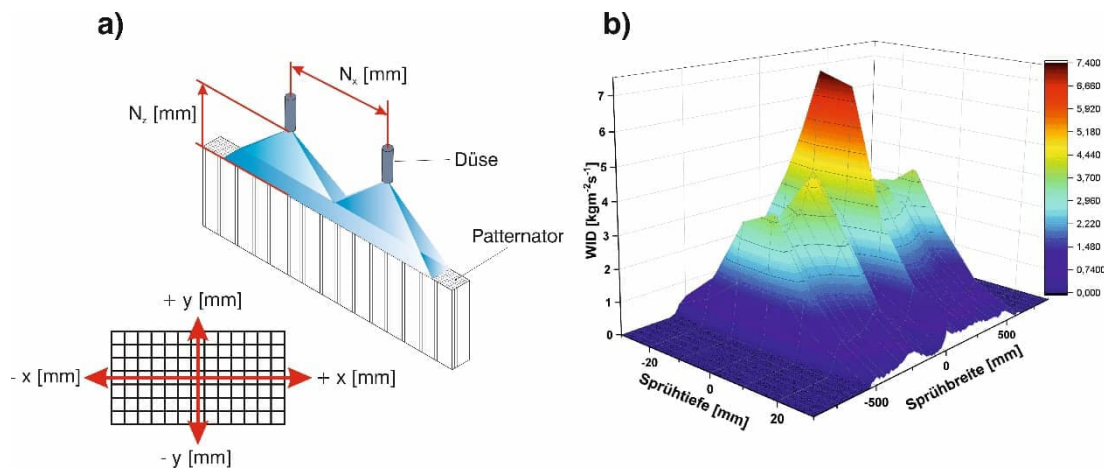 a)
Nₓ [mm]
N_z [mm]
Düse
Patternator
+ y [mm]
- x [mm]
+ x [mm]
- y [mm]
b)
7,400
6,660
5,920
5,180
4,440
3,700
2,960
2,220
1,480
0,7400
0,000
WID [kgm⁻²s⁻¹]
7
6
5
4
3
2
1
0
-20
0
20
Sprühtiefe [mm]
-500
0
500
Sprühbreite [mm]